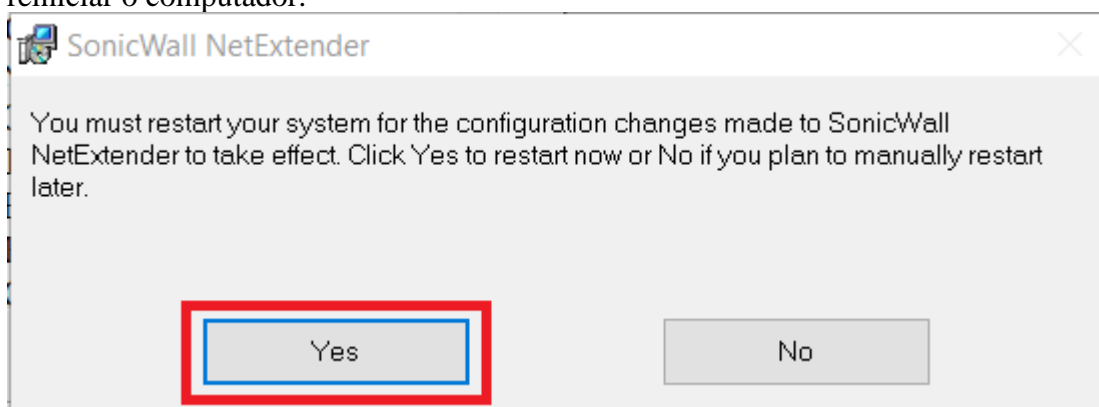 reiniciar o computador.
SonicWall NetExtender
You must restart your system for the configuration changes made to SonicWall
NetExtender to take effect. Click Yes to restart now or No if you plan to manually restart
later.
Yes
No